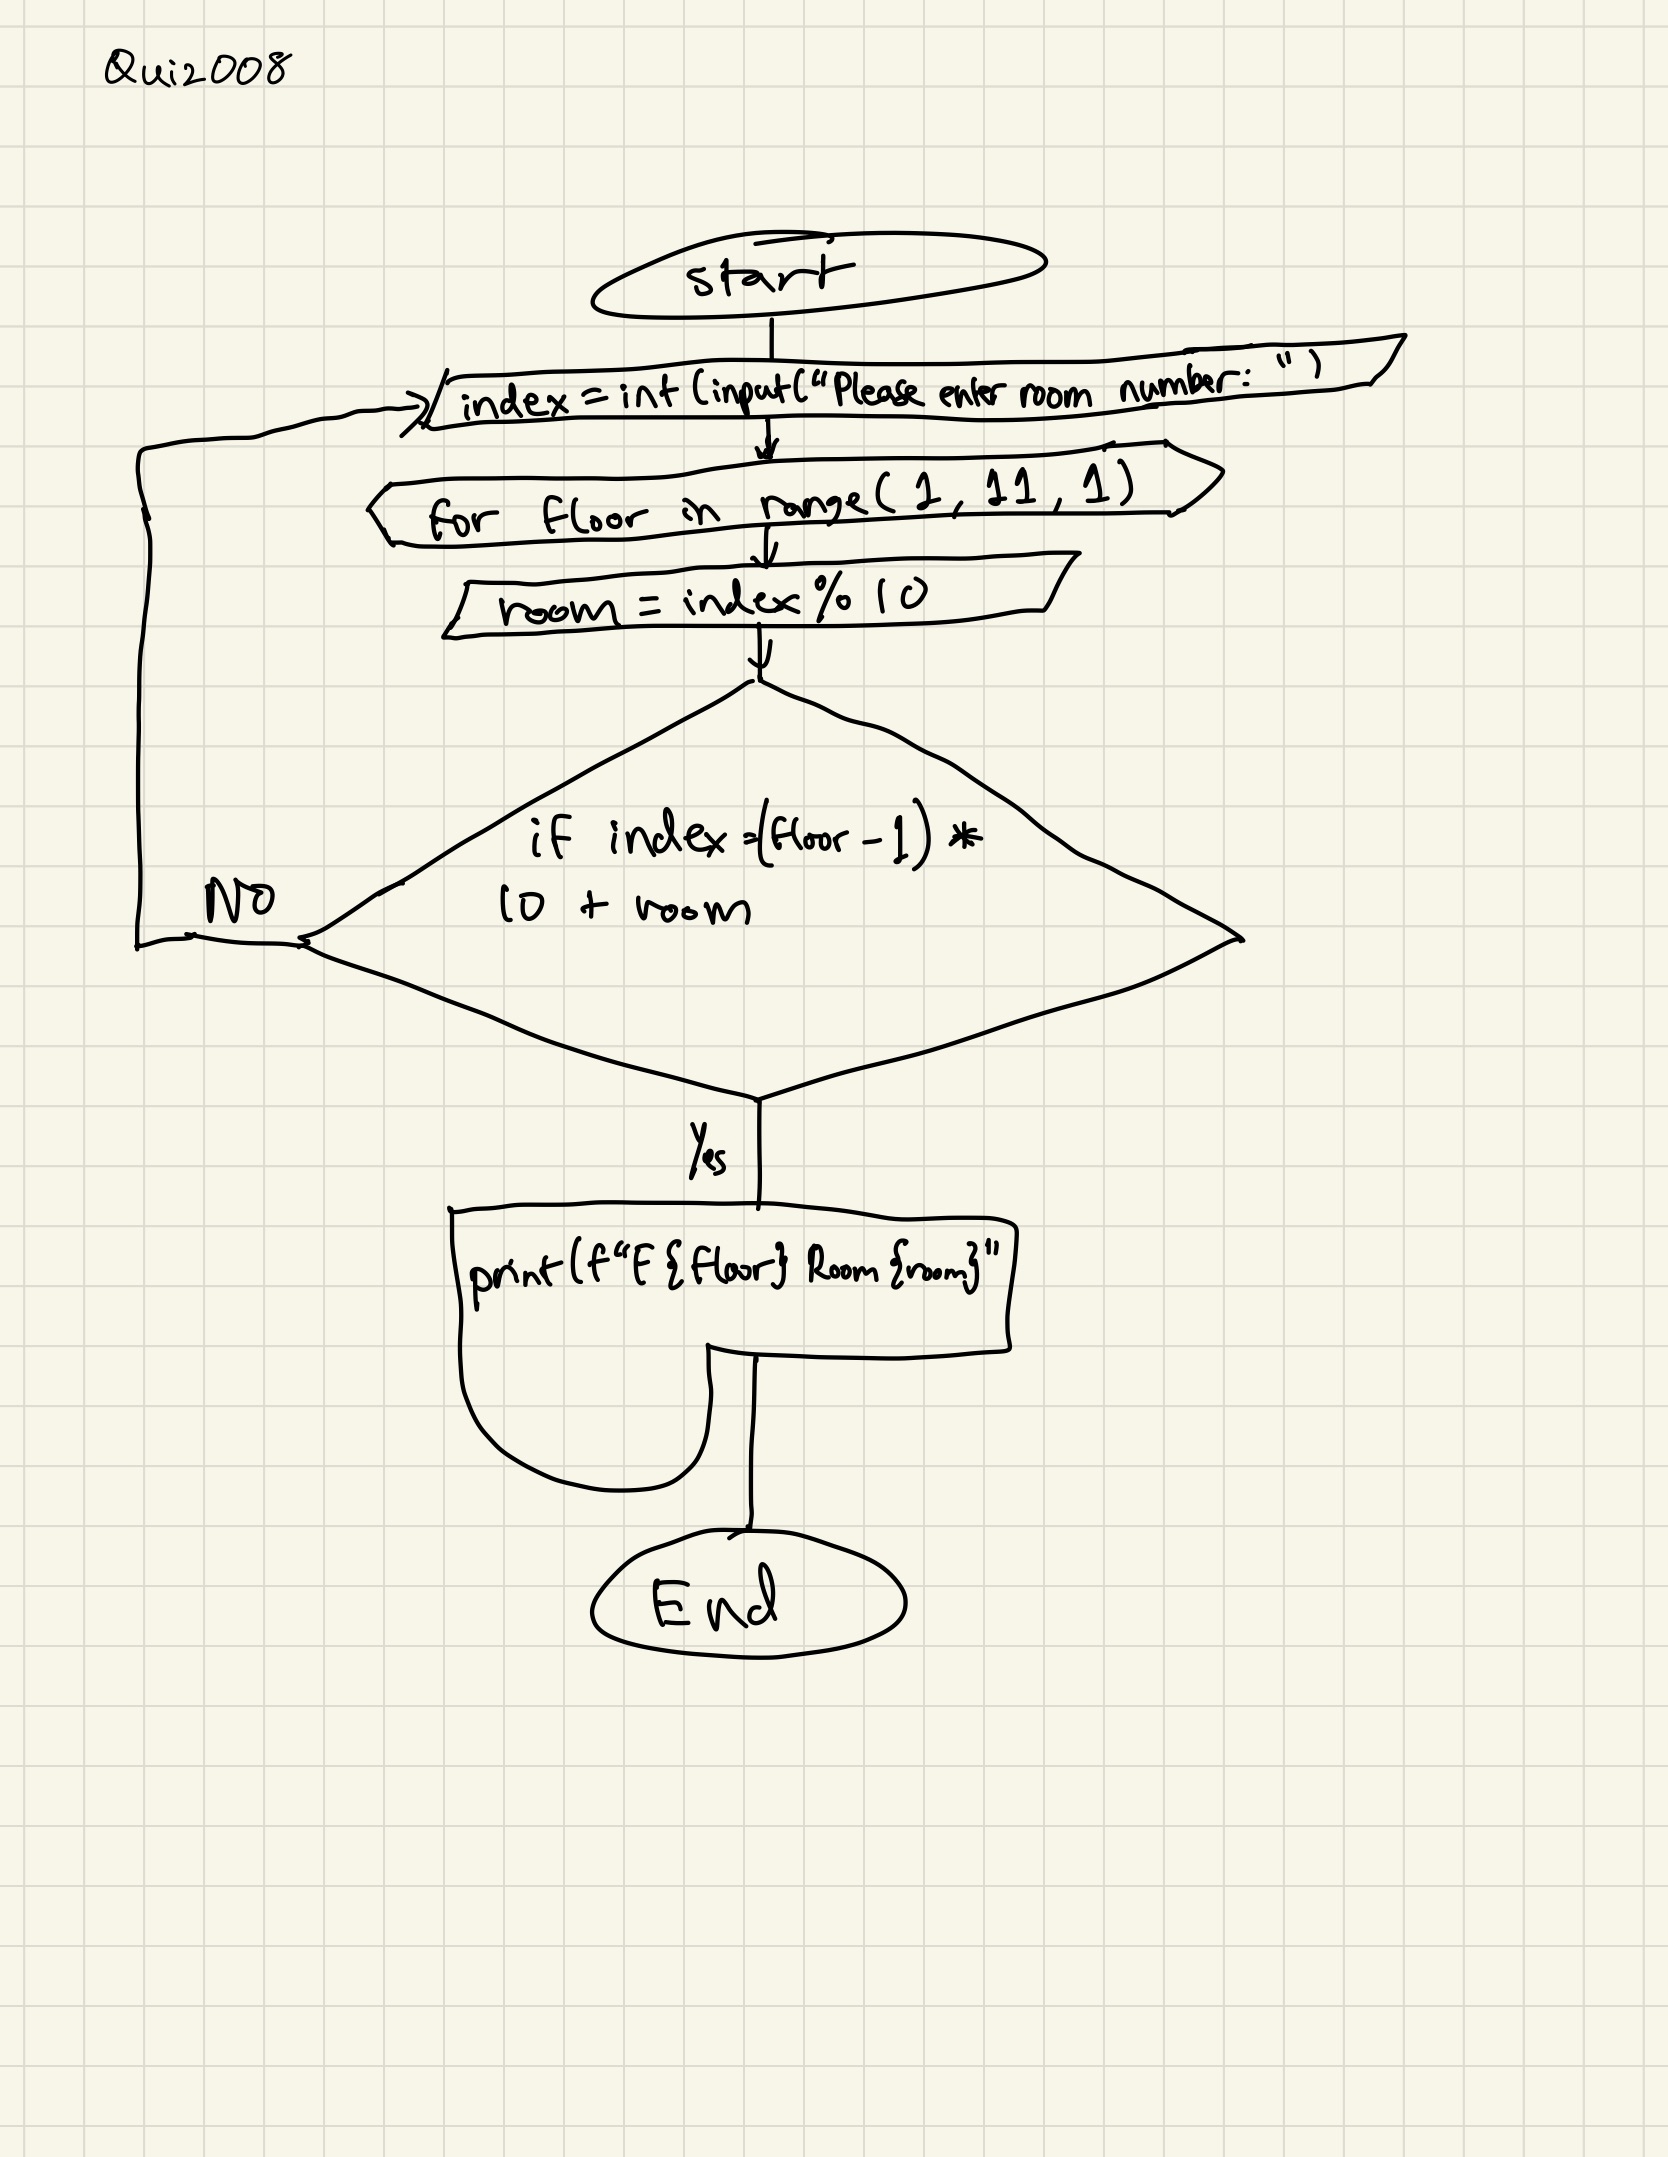 Quiz008
start
index = int (input("Please enter room number: ")
for floor in range(1, 11, 1)
room = index % 10
if index =(floor - 1) *
10 + room
NO
Yes
print (f"F{floor} Room {room}"
End